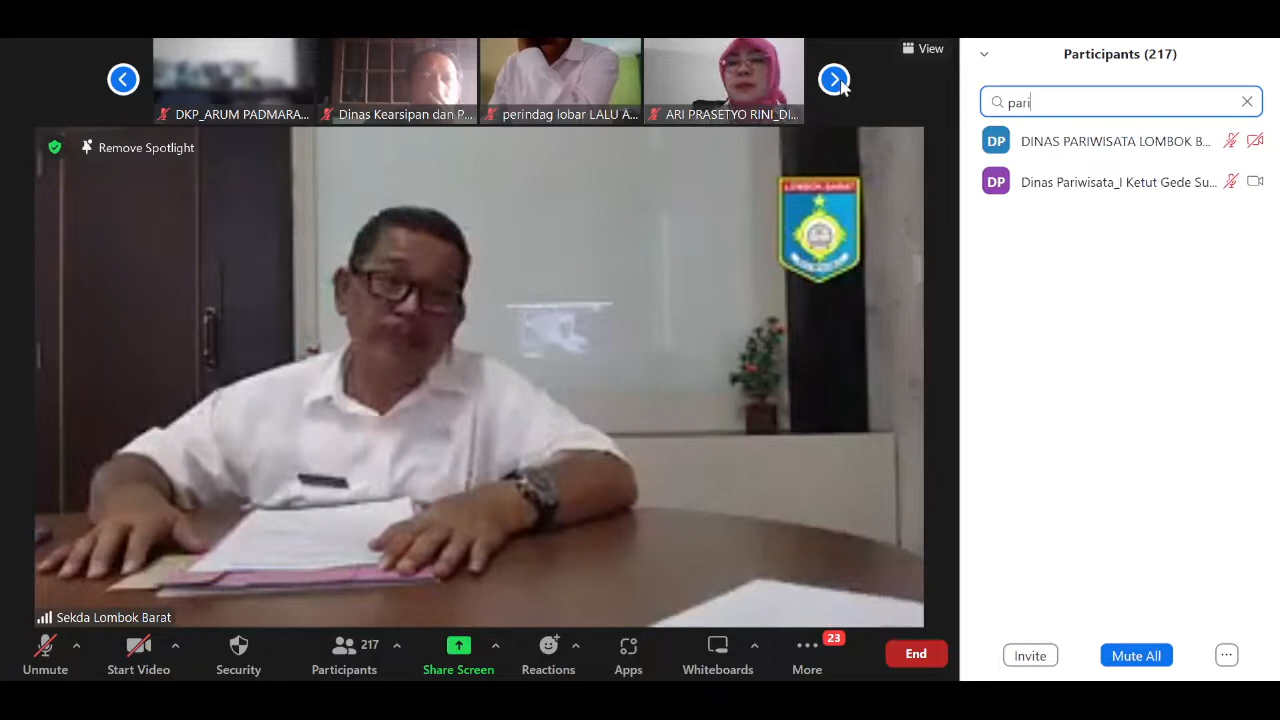 View
DKP_ARUM PADMARA...
Dinas Kearsipan dan P...
perindag lobar LALU A...
ARI PRASETYO RINI_DI...
Remove Spotlight
LOMBOK BARAT
Sekda Lombok Barat
Unmute
Start Video
Security
217
Participants
Share Screen
Reactions
Apps
Whiteboards
23
More
End
Participants (217)
pari
DP
DINAS PARIWISATA LOMBOK B...
DP
Dinas Pariwisata_I Ketut Gede Su...
Invite
Mute All
...